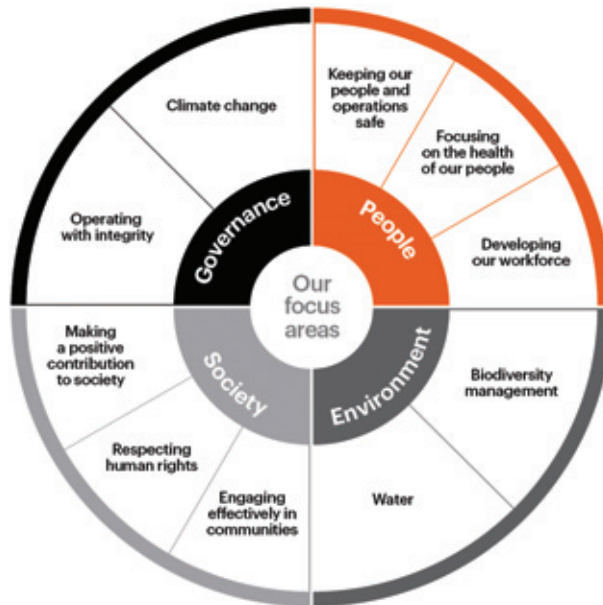 Climate change
Operating
with integrity
Governance
Keeping our
people and
operations
safe
Focusing
on the health
of our people
Developing
our workforce
People
Our
focus
areas
Making
a positive
contribution
to society
Respecting
human rights
Engaging
effectively in
communities
Society
Biodiversity
management
Water
Environment